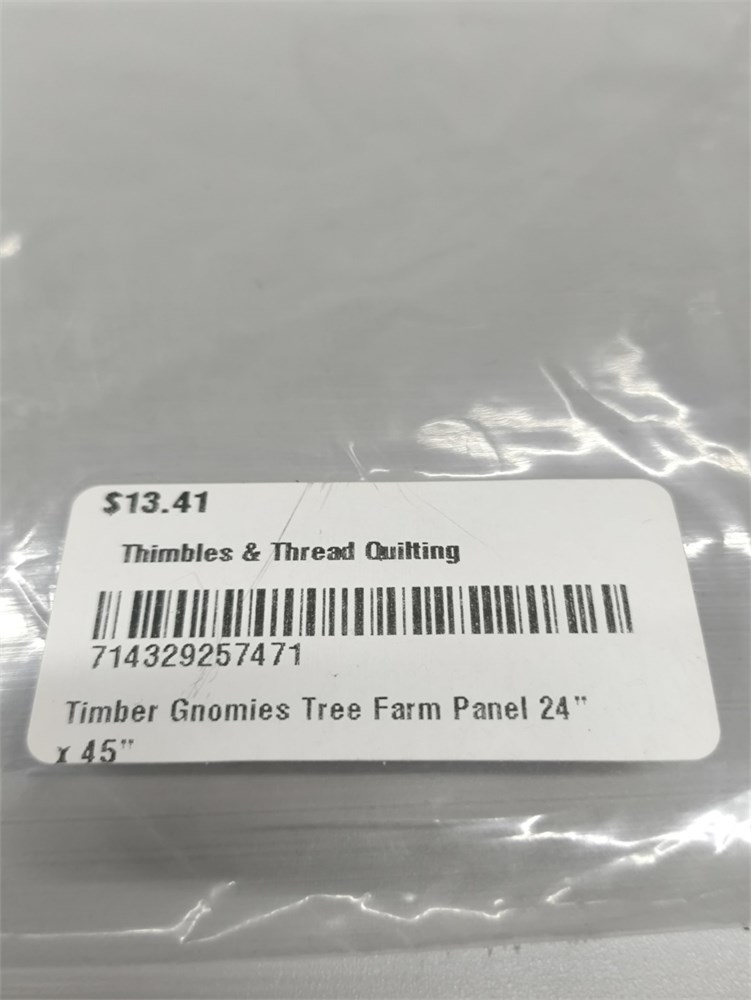 $13.41
Thimbles & Thread Quilting
714329257471
Timber Gnomies Tree Farm Panel 24"
x 45"